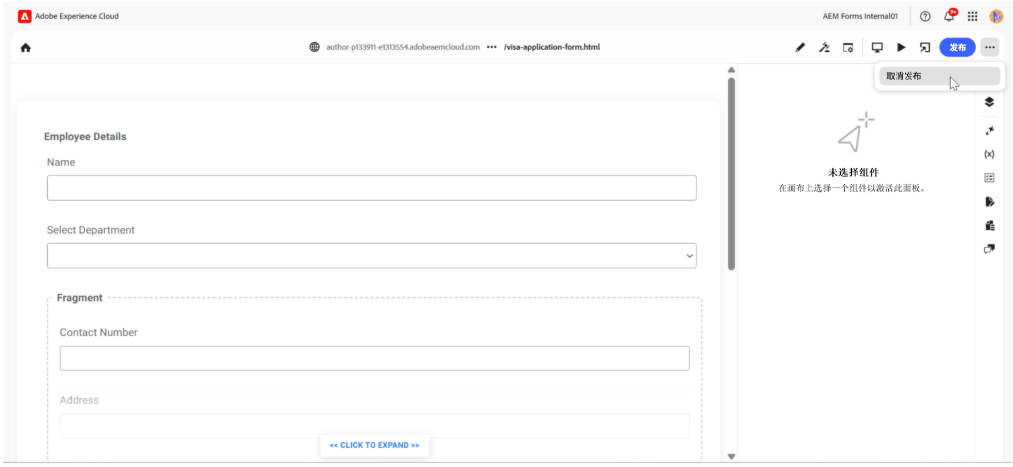 Adobe Experience Cloud
AEM Forms Internal01
9+
author-p133911-e1313554.adobeaemcloud.com ••• /visa-application-form.html
发布
取消发布
Employee Details
Name
Select Department
Fragment
Contact Number
Address
<< CLICK TO EXPAND >>
未选择组件
在画布上选择一个组件以激活此面板。
(x)